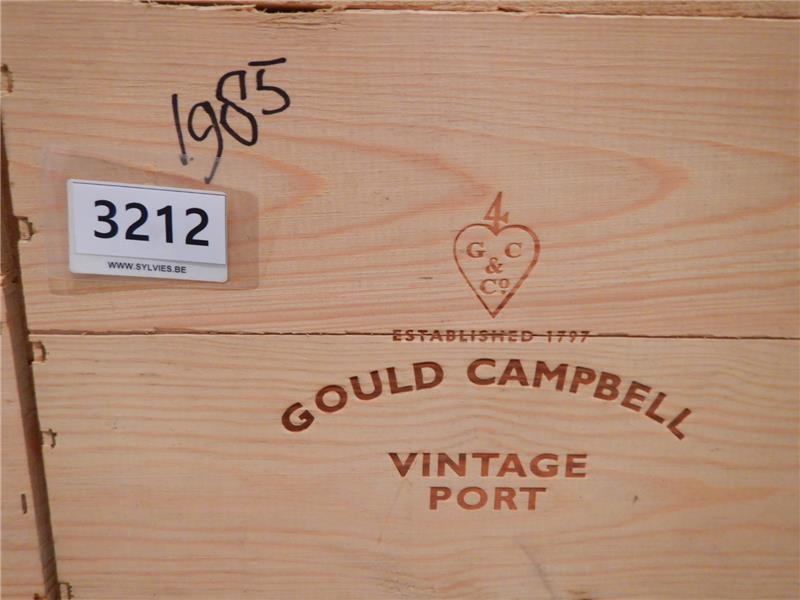 1985
3212
WWW.SYLVIES.BE
4
G C
&
Co
ESTABLISHED 1797
GOULD CAMPBELL
VINTAGE
PORT